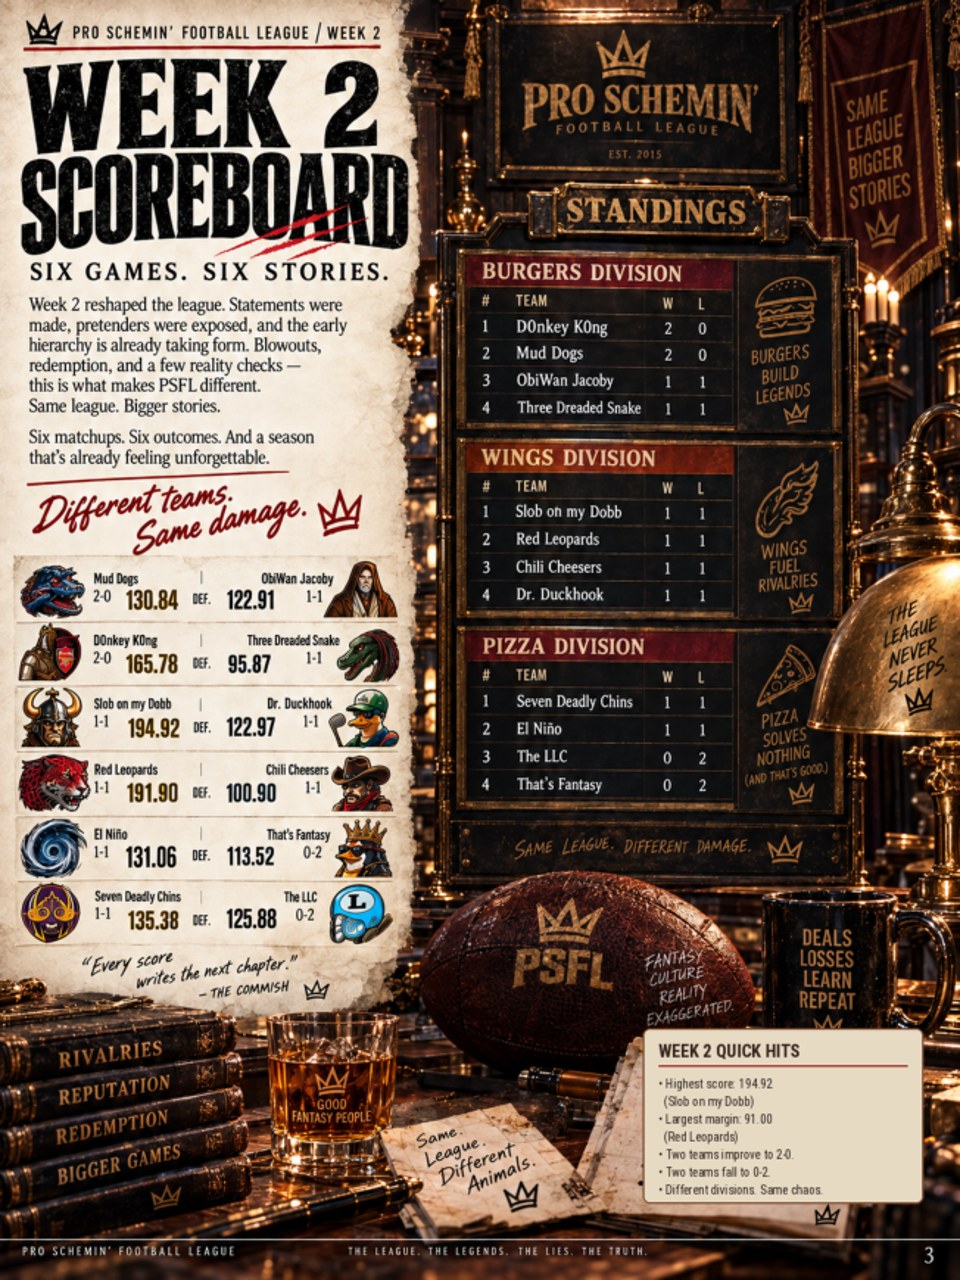 PRO SCHEMIN' FOOTBALL LEAGUE / WEEK 2
WEEK 2
SCOREBOARD
SIX GAMES. SIX STORIES.
Week 2 reshaped the league. Statements were
made, pretenders were exposed, and the early
hierarchy is already taking form. Blowouts,
redemption, and a few reality checks —
this is what makes PSFL different.
Same league. Bigger stories.
Six matchups. Six outcomes. And a season
that's already feeling unforgettable.
Different teams.
Same damage.
Mud Dogs | ObiWan Jacoby
2-0 130.84 DEF. 122.91 1-1
D0nkey K0ng Three Dreaded Snake
2-0 165.78 DEF. 95.87 1-1
Slob on my Dobb | Dr. Duckhook
1-1 194.92 DEF. 122.97 1-1
Red Leopards | Chili Cheesers
1-1 191.90 DEF. 100.90 1-1
El Niño | That's Fantasy
1-1 131.06 DEF. 113.52 0-2
Seven Deadly Chins | The LLC
1-1 135.38 DEF. 125.88 0-2
L
"Every score
writes the next chapter."
– THE COMMISH
PRO SCHEMIN'
FOOTBALL LEAGUE
EST. 2015
SAME
LEAGUE
BIGGER
STORIES
STANDINGS
BURGERS DIVISION
# TEAM W L
1 D0nkey K0ng 2 0
2 Mud Dogs 2 0
3 ObiWan Jacoby 1 1
4 Three Dreaded Snake 1 1
BURGERS
BUILD
LEGENDS
WINGS DIVISION
# TEAM W L
1 Slob on my Dobb 1 1
2 Red Leopards 1 1
3 Chili Cheesers 1 1
4 Dr. Duckhook 1 1
WINGS
FUEL
RIVALRIES
PIZZA DIVISION
# TEAM W L
1 Seven Deadly Chins 1 1
2 El Niño 1 1
3 The LLC 0 2
4 That's Fantasy 0 2
PIZZA
SOLVES
NOTHING
(AND THAT'S GOOD.)
SAME LEAGUE. DIFFERENT DAMAGE.
THE
LEAGUE
NEVER
SLEEPS.
PSFL
FANTASY
CULTURE
REALITY
EXAGGERATED.
DEALS
LOSSES
LEARN
REPEAT
RIVALRIES
REPUTATION
REDEMPTION
BIGGER GAMES
GOOD
FANTASY PEOPLE
Same.
League.
Different
Animals.
WEEK 2 QUICK HITS
• Highest score: 194.92
(Slob on my Dobb)
• Largest margin: 91.00
(Red Leopards)
• Two teams improve to 2-0.
• Two teams fall to 0-2.
• Different divisions. Same chaos.
PRO SCHEMIN' FOOTBALL LEAGUE
THE LEAGUE. THE LEGENDS. THE LIES. THE TRUTH.
3